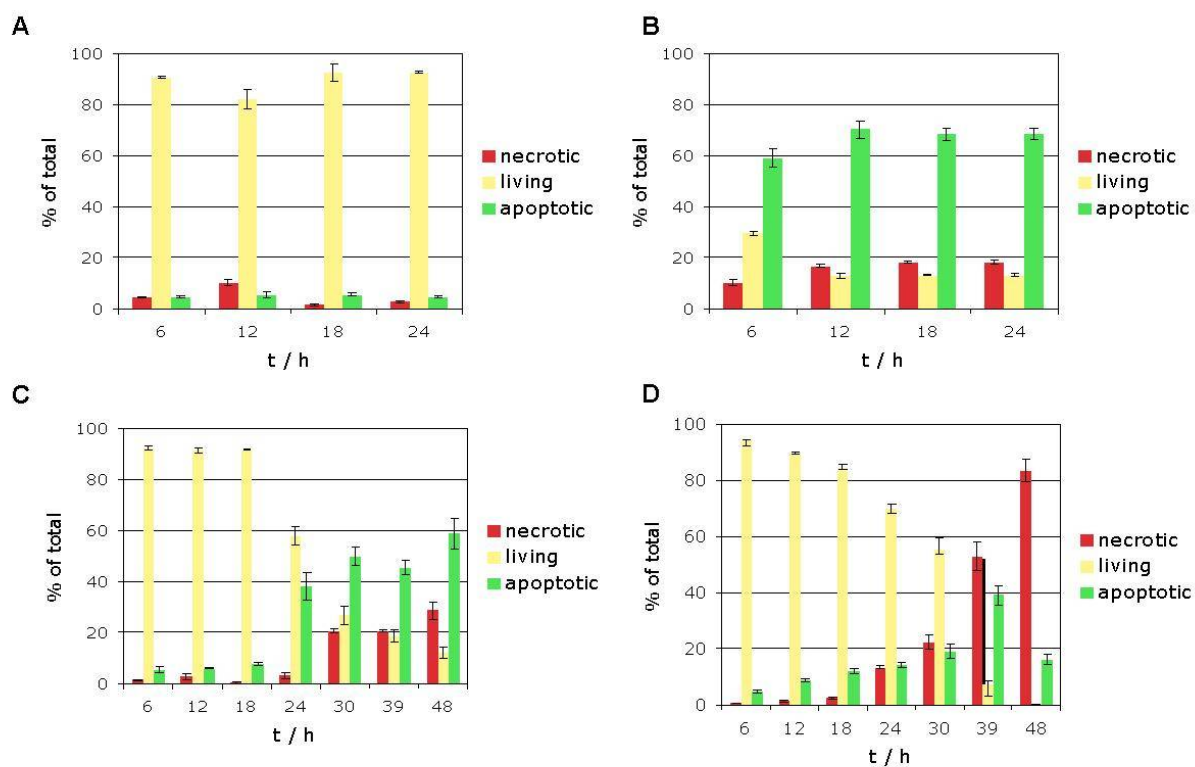 A
% of total
100
80
60
40
20
0
6 12 18 24
t / h
necrotic
living
apoptotic
B
% of total
100
80
60
40
20
0
6 12 18 24
t / h
necrotic
living
apoptotic
C
% of total
100
80
60
40
20
0
6 12 18 24 30 39 48
t / h
necrotic
living
apoptotic
D
% of total
100
80
60
40
20
0
6 12 18 24 30 39 48
t / h
necrotic
living
apoptotic